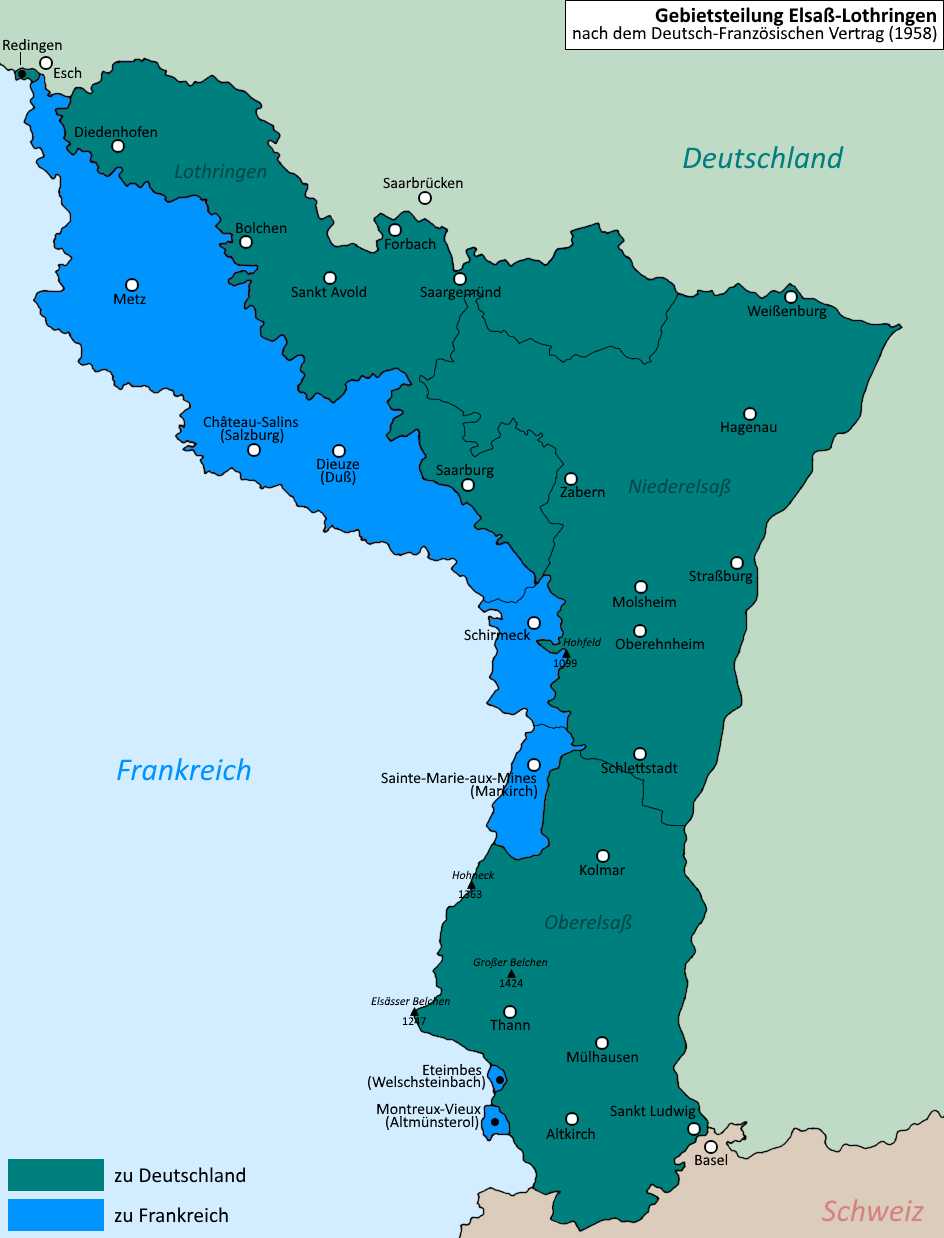 Gebietsteilung Elsaß-Lothringen
nach dem Deutsch-Französischen Vertrag (1958)
Redingen
Esch
Diedenhofen
Lothringen
Deutschland
Saarbrücken
Bolchen
Forbach
Metz
Sankt Avold
Saargemünd
Weißenburg
Château-Salins
(Salzburg)
Dieuze
(Duß)
Hagenau
Saarburg
Zabern
Niederelsaß
Straßburg
Molsheim
Schirmeck
Hohfeld
1099
Oberehnheim
Frankreich
Sainte-Marie-aux-Mines
(Markirch)
Schlettstadt
Kolmar
Hohneck
1363
Oberelsaß
Großer Belchen
1424
Elsässer Belchen
1247
Thann
Mülhausen
Eteimbes
(Welschsteinbach)
Montreux-Vieux
(Altmünsterol)
Altkirch
Sankt Ludwig
Basel
Schweiz
zu Deutschland
zu Frankreich